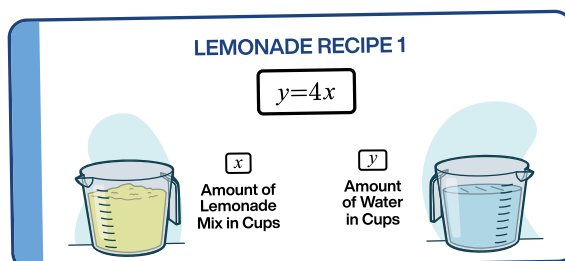 LEMONADE RECIPE 1
y=4x
x
Amount of
Lemonade
Mix in Cups
y
Amount
of Water
in Cups